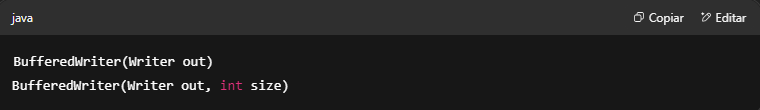 java
Copiar
Editar
BufferedWriter(Writer out)
BufferedWriter(Writer out, int size)